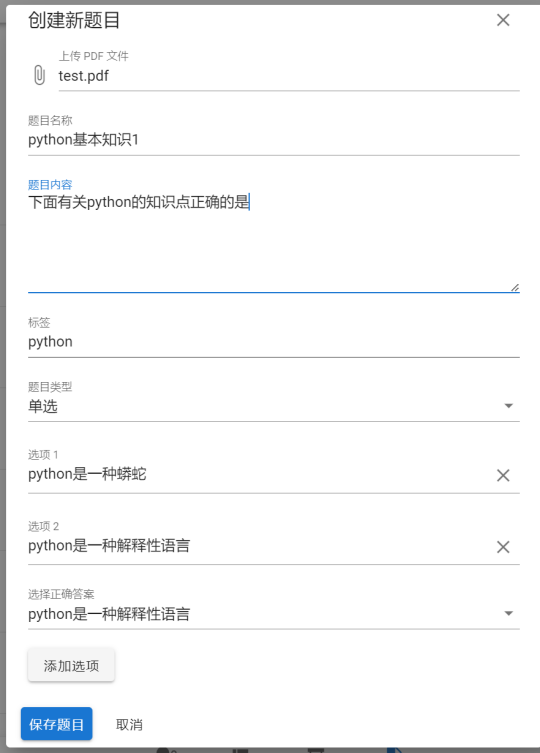 创建新题目
上传 PDF 文件
test.pdf
题目名称
python基本知识1
题目内容
下面有关python的知识点正确的是
标签
python
题目类型
单选
选项 1
python是一种蟒蛇
选项 2
python是一种解释性语言
选择正确答案
python是一种解释性语言
添加选项
保存题目 取消